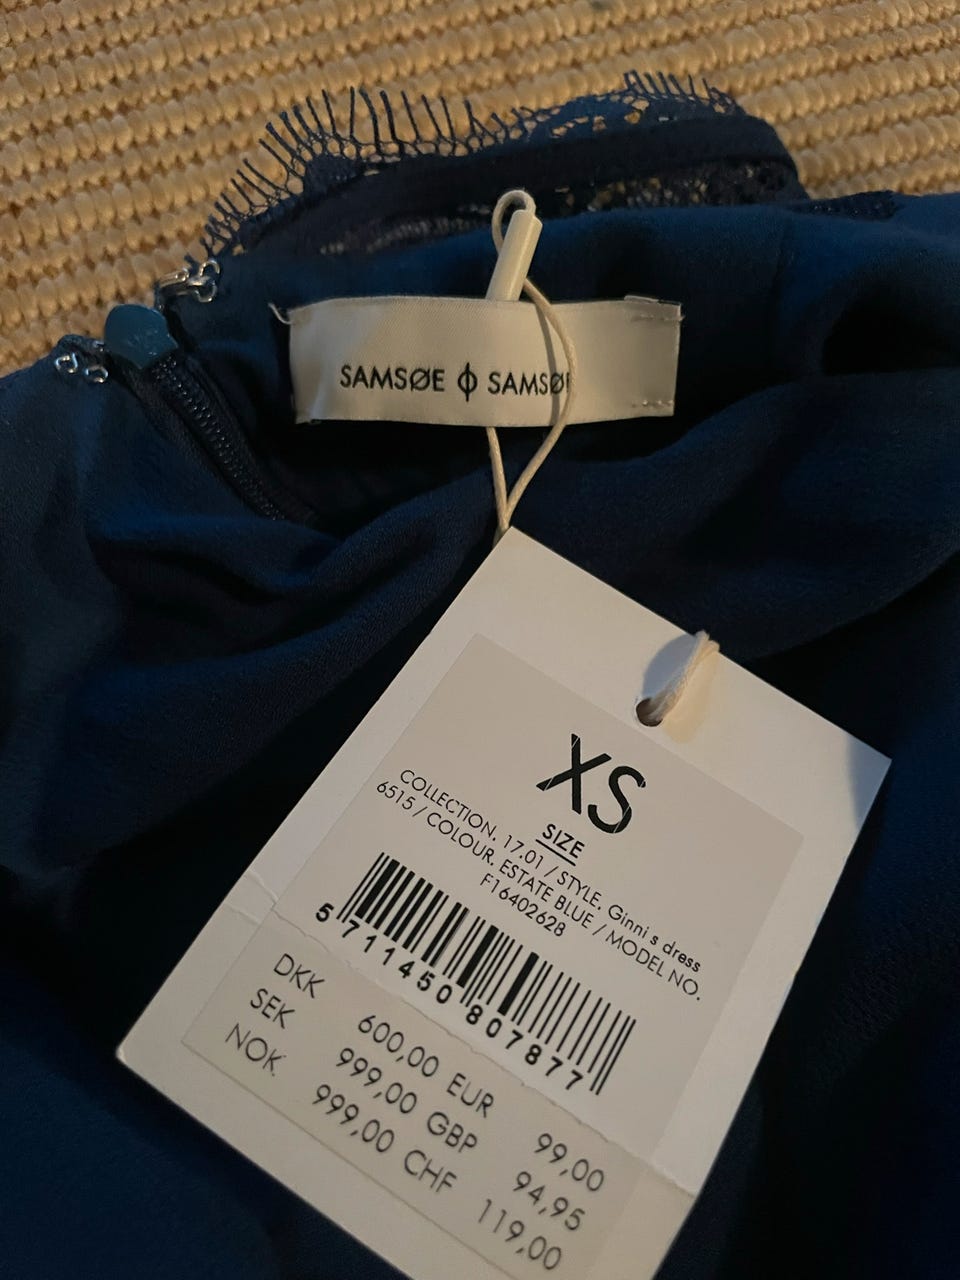 SAMSØE ϕ SAMSØE
XS
SIZE
COLLECTION. 17.01 / STYLE. Ginni s dress
6515 / COLOUR. ESTATE BLUE / MODEL NO.
F16402628
5 711450 807877
DKK 600,00 EUR 99,00
SEK 999,00 GBP 94,95
NOK 999,00 CHF 119,00